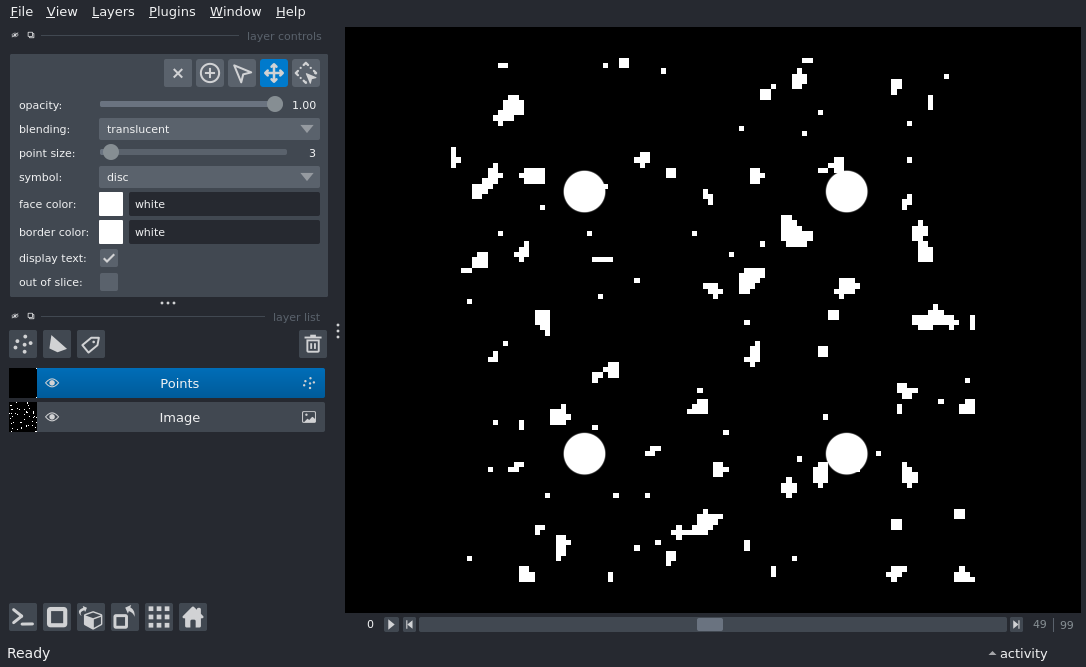 File View Layers Plugins Window Help
layer controls
opacity: 1.00
blending: translucent
point size: 3
symbol: disc
face color: white
border color: white
display text:
out of slice:
layer list
Points
Image
0 49 99
Ready activity